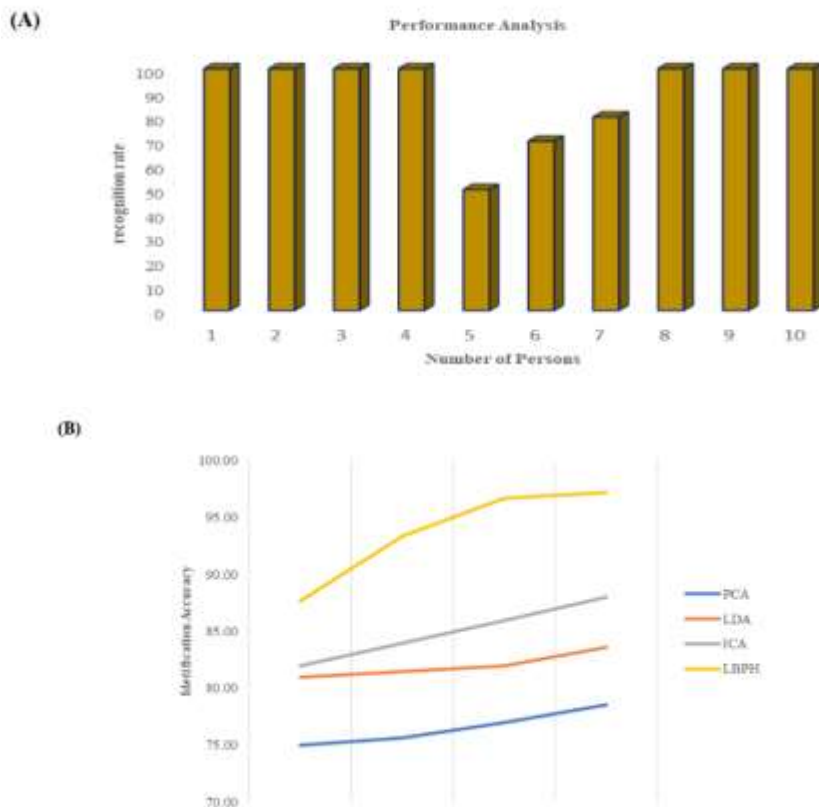 (A)
Performance Analysis
100
90
80
70
60
50
40
30
20
10
0
recognition rate
1 2 3 4 5 6 7 8 9 10
Number of Persons
(B)
100.00
95.00
90.00
85.00
80.00
75.00
70.00
Identification Accuracy
PCA
LDA
ICA
LBPH